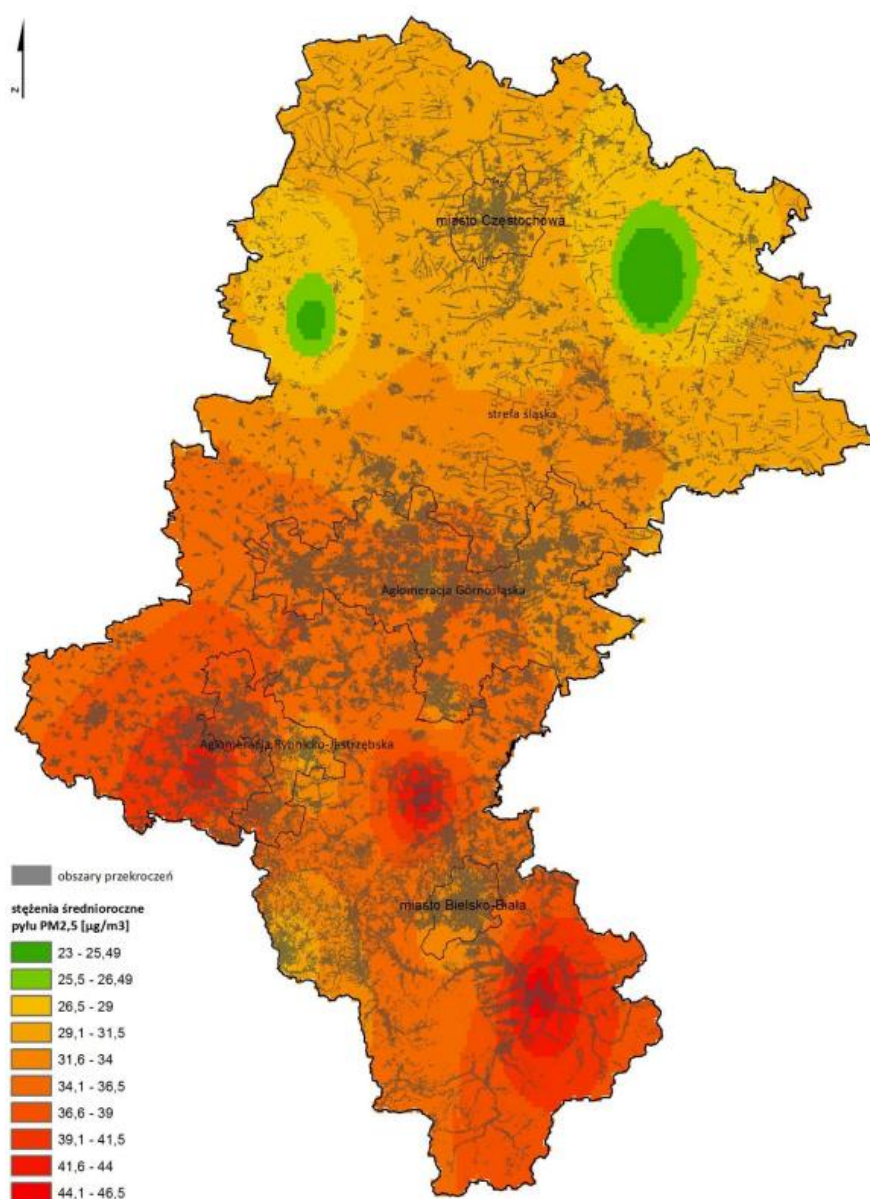 z
miasto Częstochowa
strefa śląska
Aglomeracja Górnośląska
Aglomeracja Rybnicko-Jastrzębska
miasto Bielsko-Biała
obszary przekroczeń
stężenia średnioroczne
pyłu PM2,5 [µg/m3]
23 - 25,49
25,5 - 26,49
26,5 - 29
29,1 - 31,5
31,6 - 34
34,1 - 36,5
36,6 - 39
39,1 - 41,5
41,6 - 44
44,1 - 46,5